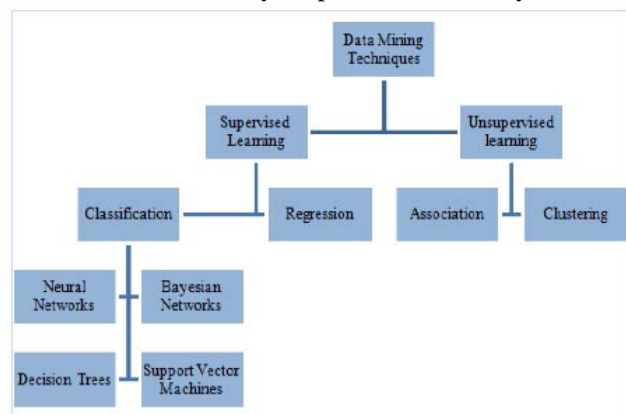 Data Mining
Techniques
Supervised
Learning
Unsupervised
learning
Classification
Regression
Association
Clustering
Neural
Networks
Bayesian
Networks
Decision Trees
Support Vector
Machines